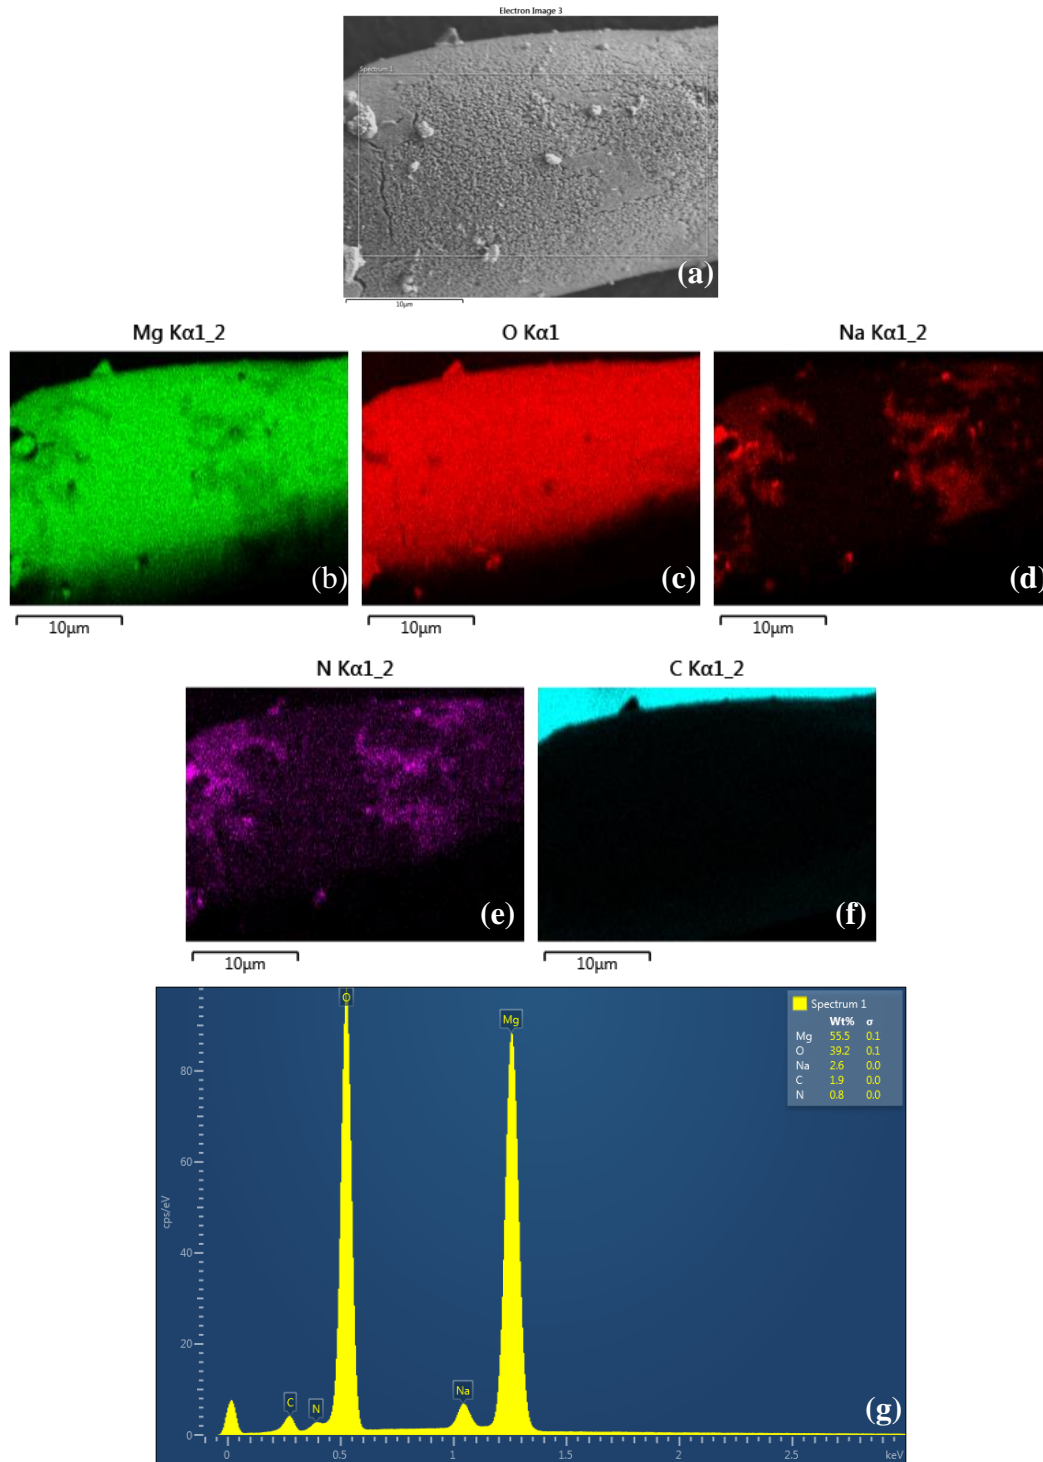 Electron Image 3
Spectrum 1
(a)
10µm
Mg Kα1_2
O Kα1
Na Kα1_2
(b)
(c)
(d)
10µm
10µm
10µm
N Kα1_2
C Kα1_2
(e)
(f)
10µm
10µm
Spectrum 1
Wt% σ
Mg 55.5 0.1
O 39.2 0.1
Na 2.6 0.0
C 1.9 0.0
N 0.8 0.0
O
Mg
80
60
cps/eV
40
20
Na
C
N
(g)
0
0 0.5 1 1.5 2 2.5 keV